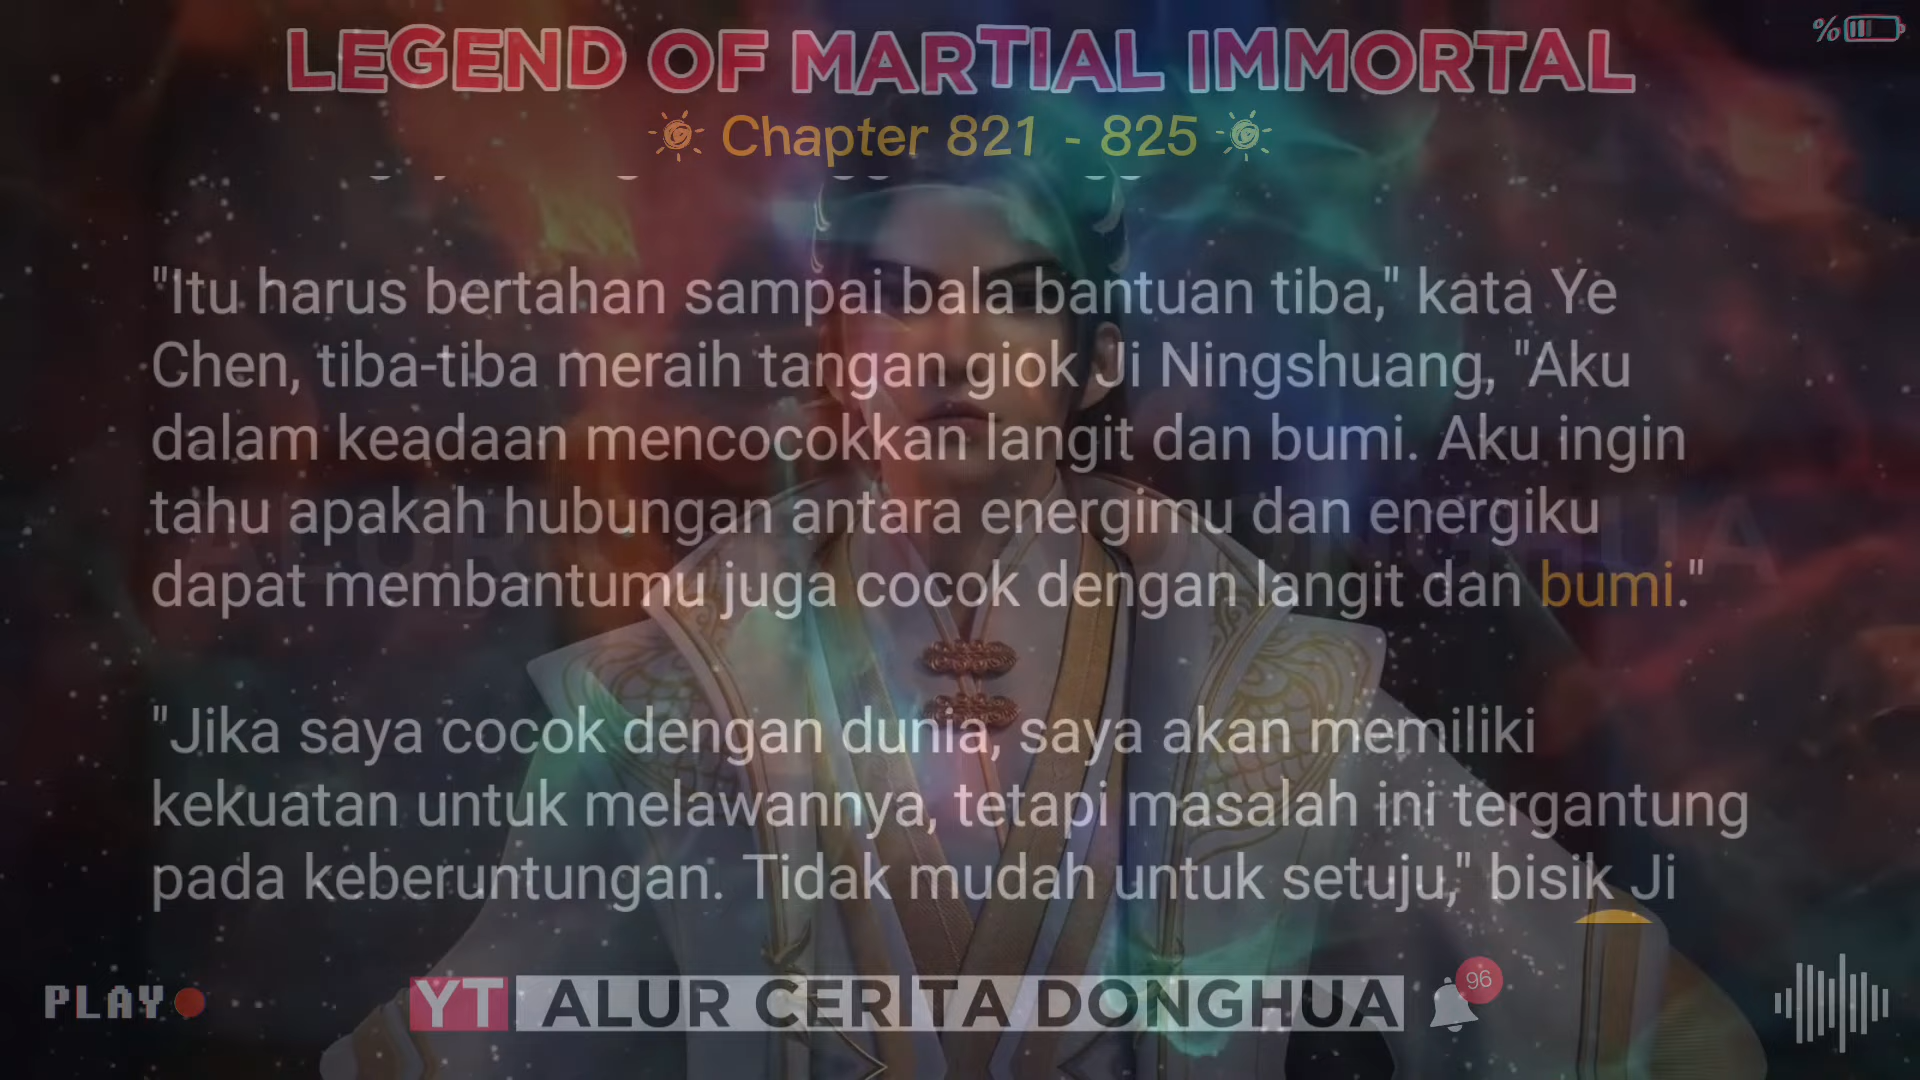 LEGEND OF MARTIAL IMMORTAL
%
Chapter 821 - 825
"Itu harus bertahan sampai bala bantuan tiba," kata Ye
Chen, tiba-tiba meraih tangan giok Ji Ningshuang, "Aku
dalam keadaan mencocokkan langit dan bumi. Aku ingin
tahu apakah hubungan antara energimu dan energiku
dapat membantumu juga cocok dengan langit dan bumi."
"Jika saya cocok dengan dunia, saya akan memiliki
kekuatan untuk melawannya, tetapi masalah ini tergantung
pada keberuntungan. Tidak mudah untuk setuju," bisik Ji
PLAY
YT ALUR CERITA DONGHUA
96